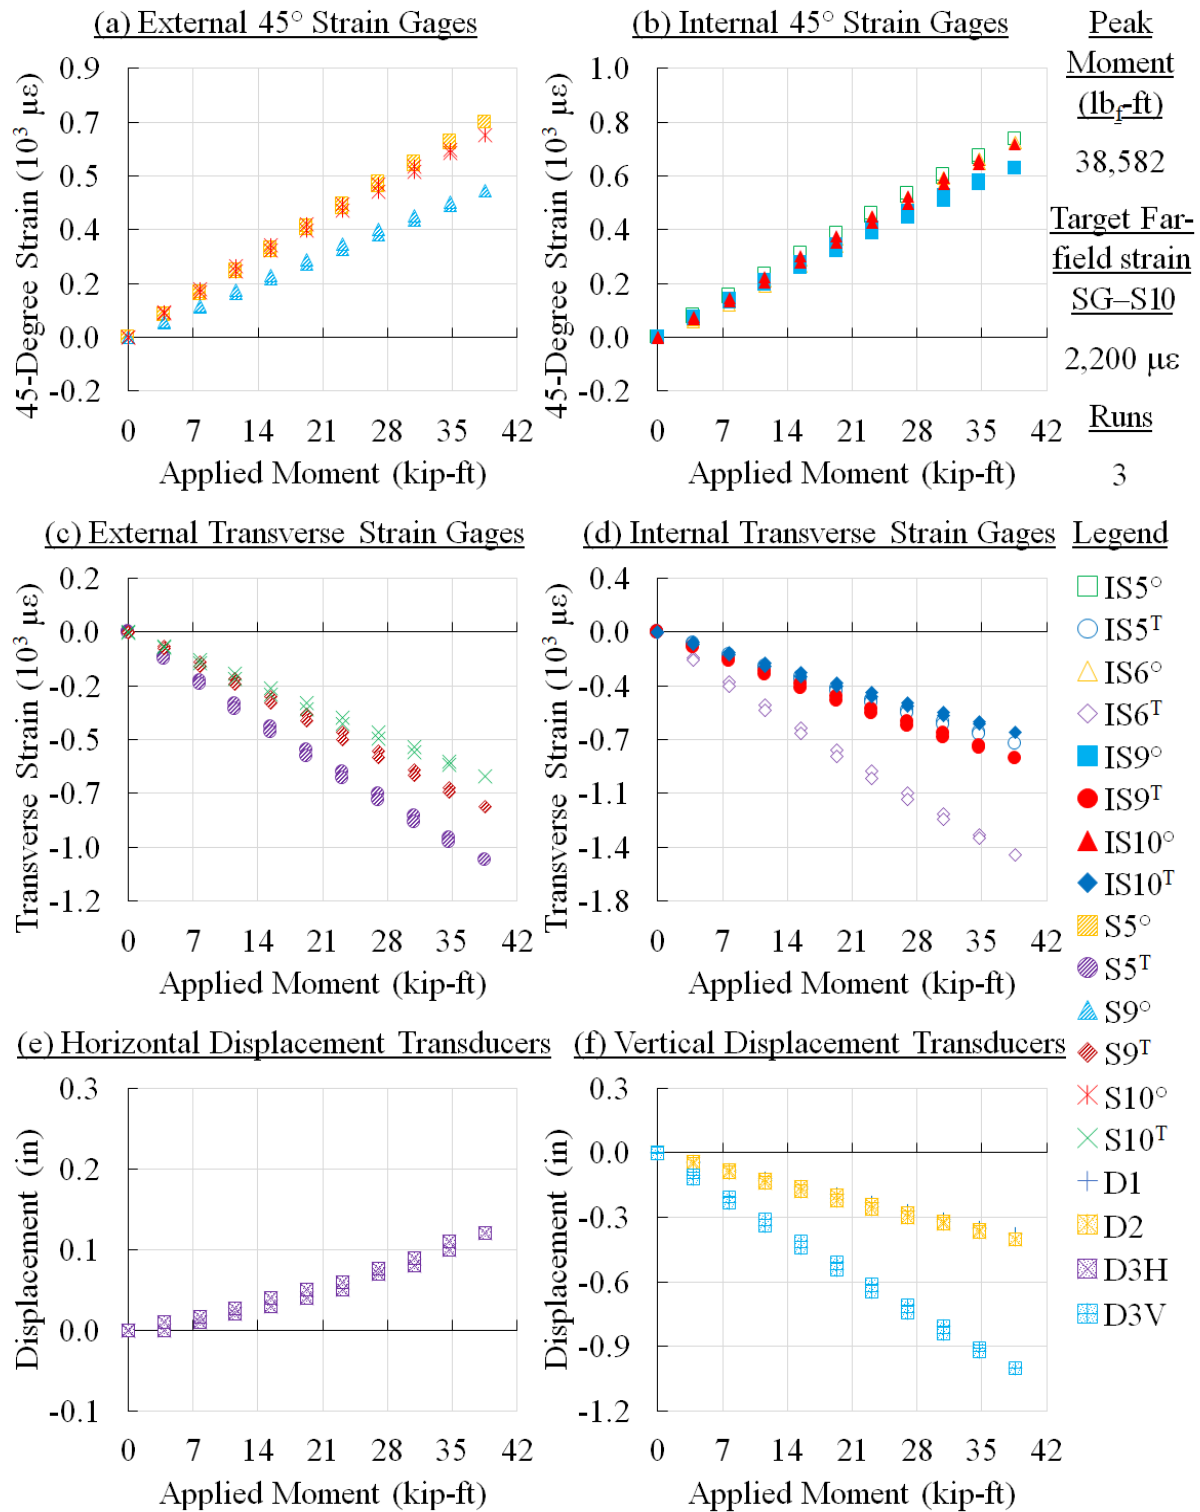 (a) External 45° Strain Gages
0.9
0.7
0.5
0.4
0.2
0.0
-0.2
45-Degree Strain (10³ µε)
0 7 14 21 28 35 42
Applied Moment (kip-ft)
(b) Internal 45° Strain Gages
1.0
0.8
0.6
0.4
0.2
0.0
-0.2
45-Degree Strain (10³ µε)
0 7 14 21 28 35 42
Applied Moment (kip-ft)
Peak
Moment
(lb_f-ft)
38,582
Target Far-
field strain
SG–S10
2,200 µε
Runs
3
(c) External Transverse Strain Gages
0.2
0.0
-0.2
-0.5
-0.7
-1.0
-1.2
Transverse Strain (10³ µε)
0 7 14 21 28 35 42
Applied Moment (kip-ft)
(d) Internal Transverse Strain Gages
0.4
0.0
-0.4
-0.7
-1.1
-1.4
-1.8
Transverse Strain (10³ µε)
0 7 14 21 28 35 42
Applied Moment (kip-ft)
Legend
IS5°
IS5ᵀ
IS6°
IS6ᵀ
IS9°
IS9ᵀ
IS10°
IS10ᵀ
S5°
S5ᵀ
S9°
S9ᵀ
S10°
S10ᵀ
D1
D2
D3H
D3V
(e) Horizontal Displacement Transducers
0.3
0.2
0.1
0.0
-0.1
Displacement (in)
0 7 14 21 28 35 42
Applied Moment (kip-ft)
(f) Vertical Displacement Transducers
0.3
0.0
-0.3
-0.6
-0.9
-1.2
Displacement (in)
0 7 14 21 28 35 42
Applied Moment (kip-ft)